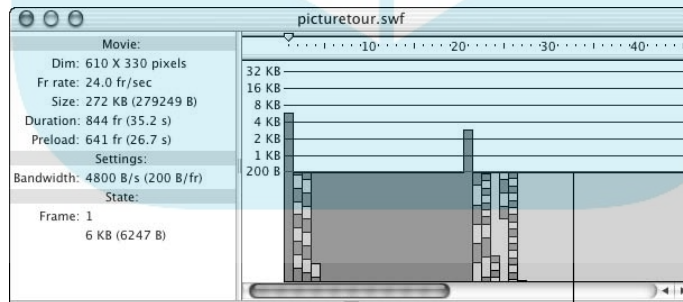 picturetour.swf
Movie:
Dim: 610 X 330 pixels
Fr rate: 24.0 fr/sec
Size: 272 KB (279249 B)
Duration: 844 fr (35.2 s)
Preload: 641 fr (26.7 s)
Settings:
Bandwidth: 4800 B/s (200 B/fr)
State:
Frame: 1
6 KB (6247 B)
10 20 30 40
32 KB
16 KB
8 KB
4 KB
2 KB
1 KB
200 B